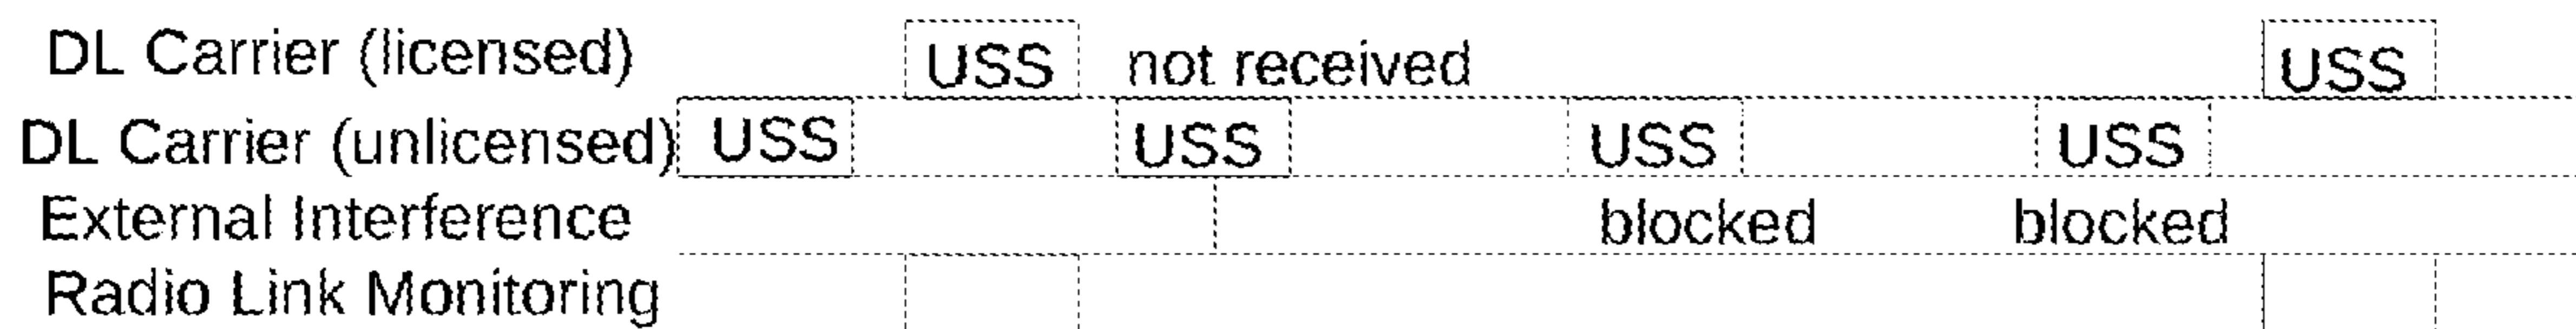 DL Carrier (licensed) USS not received USS
DL Carrier (unlicensed) USS USS USS USS
External Interference blocked blocked
Radio Link Monitoring